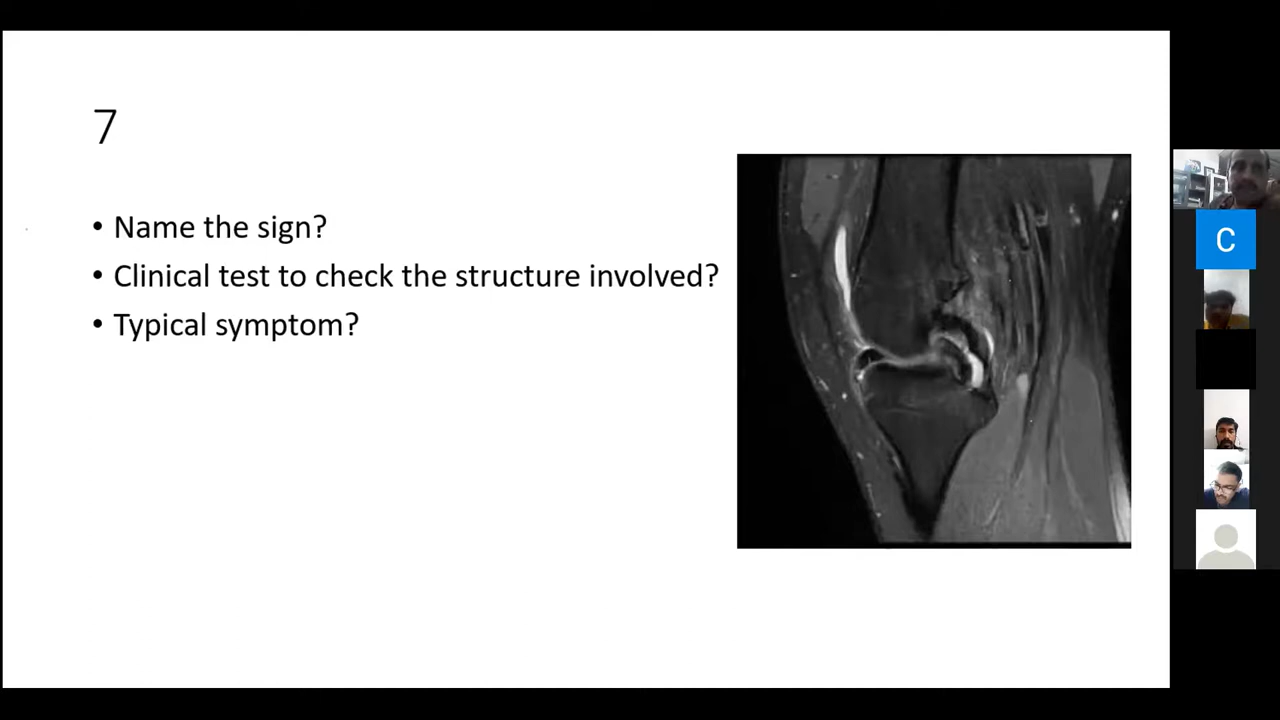 7
• Name the sign?
• Clinical test to check the structure involved?
• Typical symptom?
C